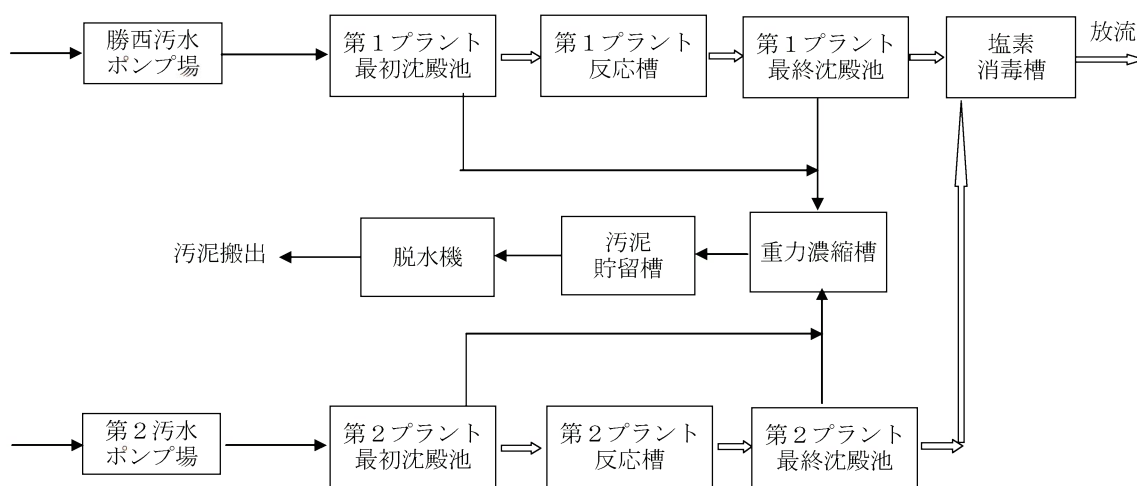 勝西汚水
ポンプ場
第１プラント
最初沈殿池
第１プラント
反応槽
第１プラント
最終沈殿池
塩素
消毒槽
放流
汚泥搬出
脱水機
汚泥
貯留槽
重力濃縮槽
第２汚水
ポンプ場
第２プラント
最初沈殿池
第２プラント
反応槽
第２プラント
最終沈殿池